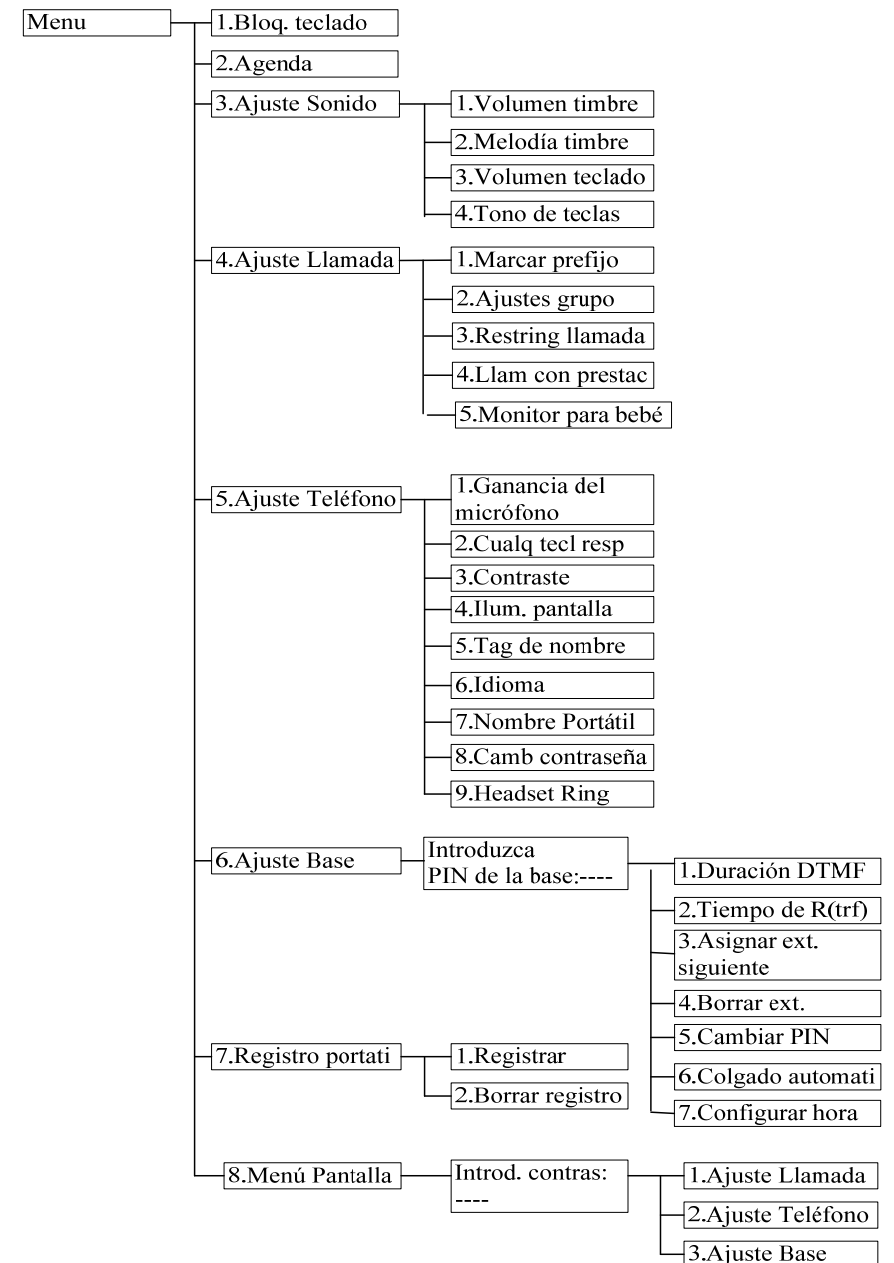 Menu
1.Bloq. teclado
2.Agenda
3.Ajuste Sonido
1.Volumen timbre
2.Melodía timbre
3.Volumen teclado
4.Tono de teclas
4.Ajuste Llamada
1.Marcar prefijo
2.Ajustes grupo
3.Restring llamada
4.Llam con prestac
5.Monitor para bebé
5.Ajuste Teléfono
1.Ganancia del
micrófono
2.Cualq tecl resp
3.Contraste
4.Ilum. pantalla
5.Tag de nombre
6.Idioma
7.Nombre Portátil
8.Camb contraseña
9.Headset Ring
6.Ajuste Base
Introduzca
PIN de la base:----
1.Duración DTMF
2.Tiempo de R(trf)
3.Asignar ext.
siguiente
4.Borrar ext.
5.Cambiar PIN
6.Colgado automati
7.Configurar hora
7.Registro portati
1.Registrar
2.Borrar registro
8.Menú Pantalla
Introd. contras:
----
1.Ajuste Llamada
2.Ajuste Teléfono
3.Ajuste Base